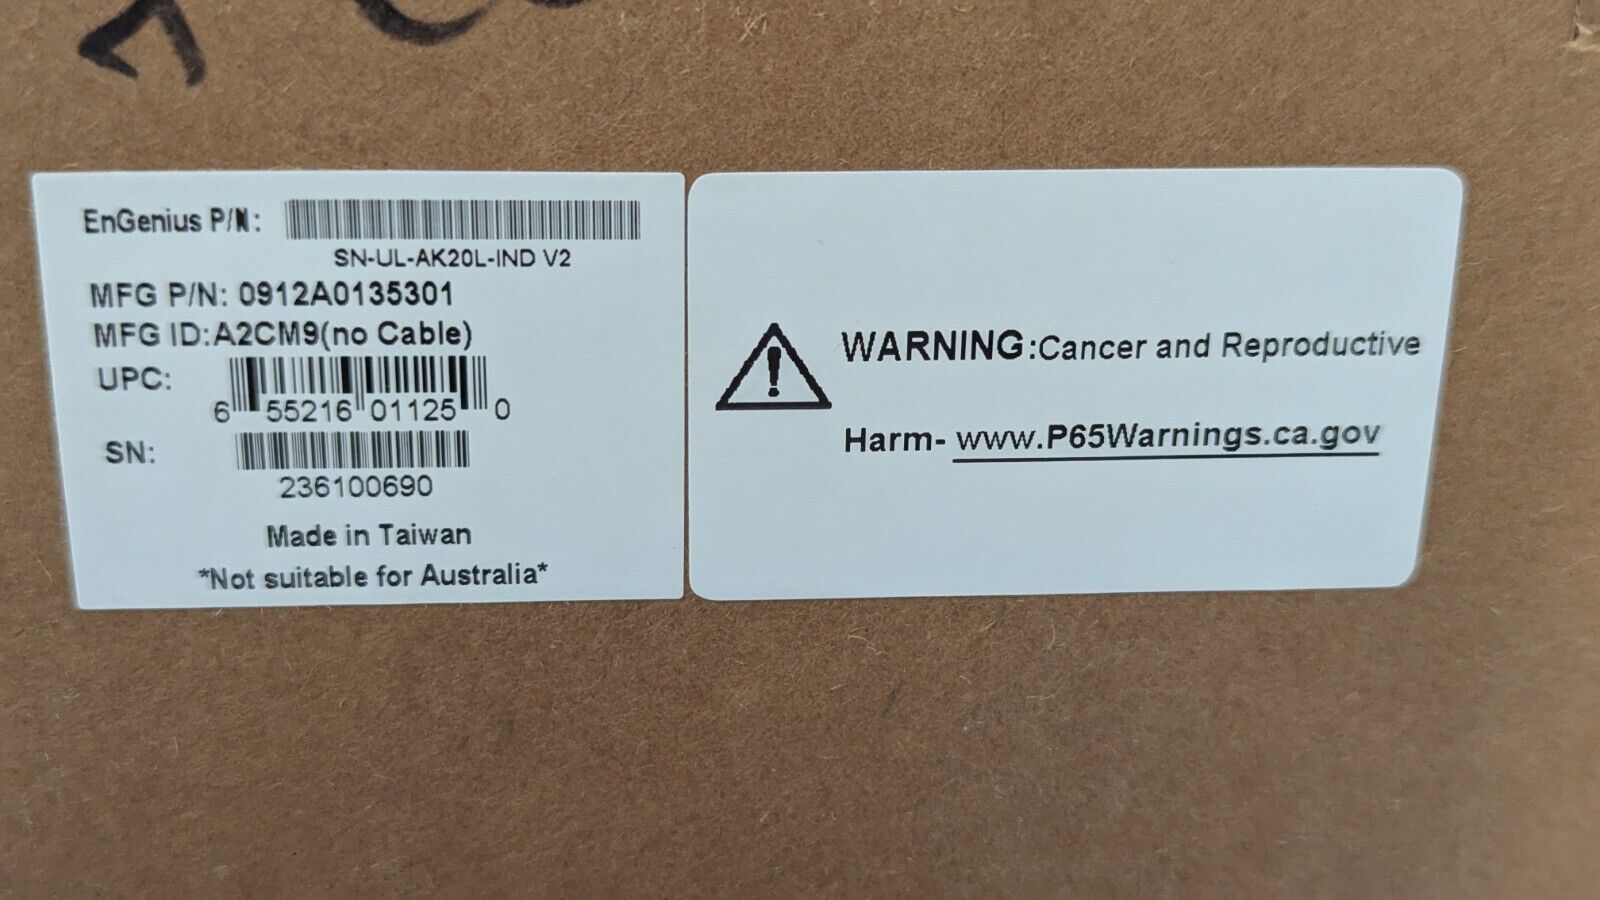 EnGenius P/N:
SN-UL-AK20L-IND V2
MFG P/N: 0912A0135301
MFG ID:A2CM9(no Cable)
UPC:
6 55216 01125 0
SN:
236100690
Made in Taiwan
*Not suitable for Australia*
WARNING:Cancer and Reproductive
Harm- www.P65Warnings.ca.gov